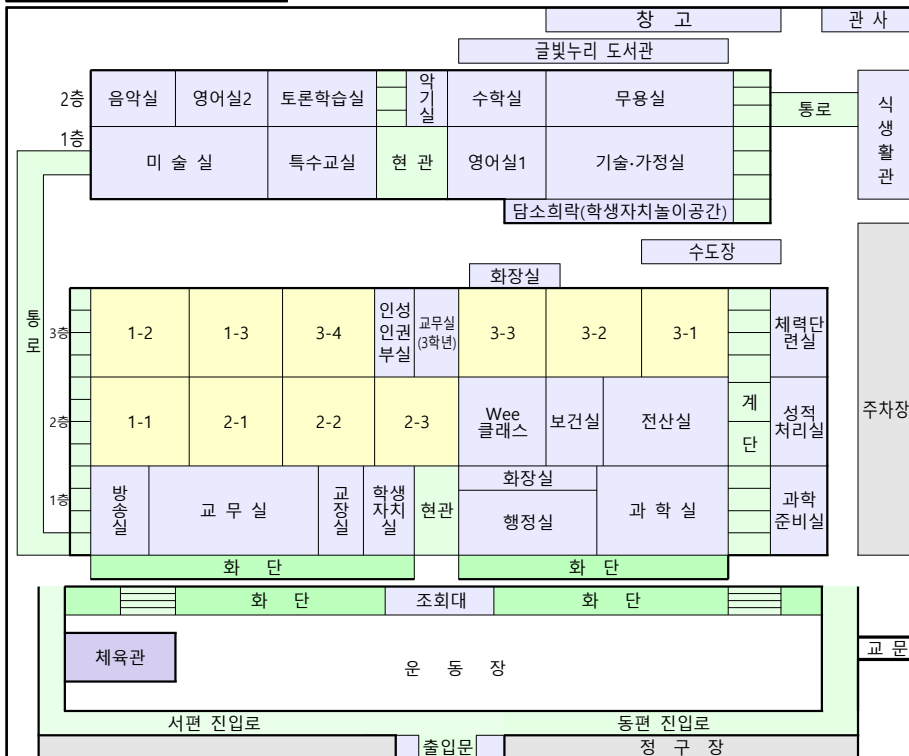 창 고
관 사
글빛누리 도서관
2층
음악실
영어실2
토론학습실
악
기
실
수학실
무용실
통로
식
생
활
관
1층
미 술 실
특수교실
현 관
영어실1
기술·가정실
담소희락(학생자치놀이공간)
수도장
화장실
통
로
3층
1-2
1-3
3-4
인성
인권
부실
교무실
(3학년)
3-3
3-2
3-1
체력단
련실
2층
1-1
2-1
2-2
2-3
Wee
클래스
보건실
전산실
계
단
성적
처리실
주차장
1층
방
송
실
교 무 실
교
장
실
학생
자치
실
현관
화장실
행정실
과 학 실
과학
준비실
화 단
화 단
화 단
조회대
화 단
체육관
운 동 장
교 문
서편 진입로
동편 진입로
출입문
정 구 장